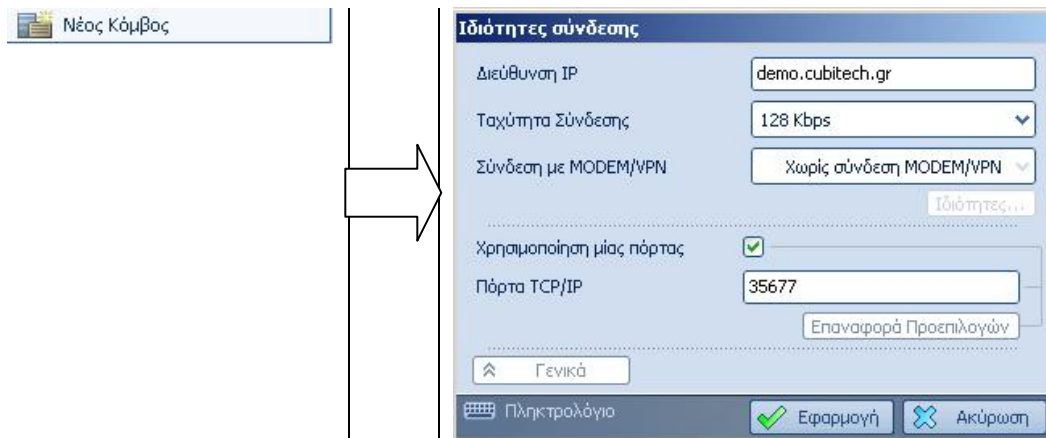 Νέος Κόμβος
Ιδιότητες σύνδεσης
Διεύθυνση IP demo.cubitech.gr
Ταχύτητα Σύνδεσης 128 Kbps
Σύνδεση με MODEM/VPN Χωρίς σύνδεση MODEM/VPN
Ιδιότητες...
Χρησιμοποίηση μίας πόρτας
Πόρτα TCP/IP 35677
Επαναφορά Προεπιλογών
Γενικά
Πληκτρολόγιο Εφαρμογή Ακύρωση